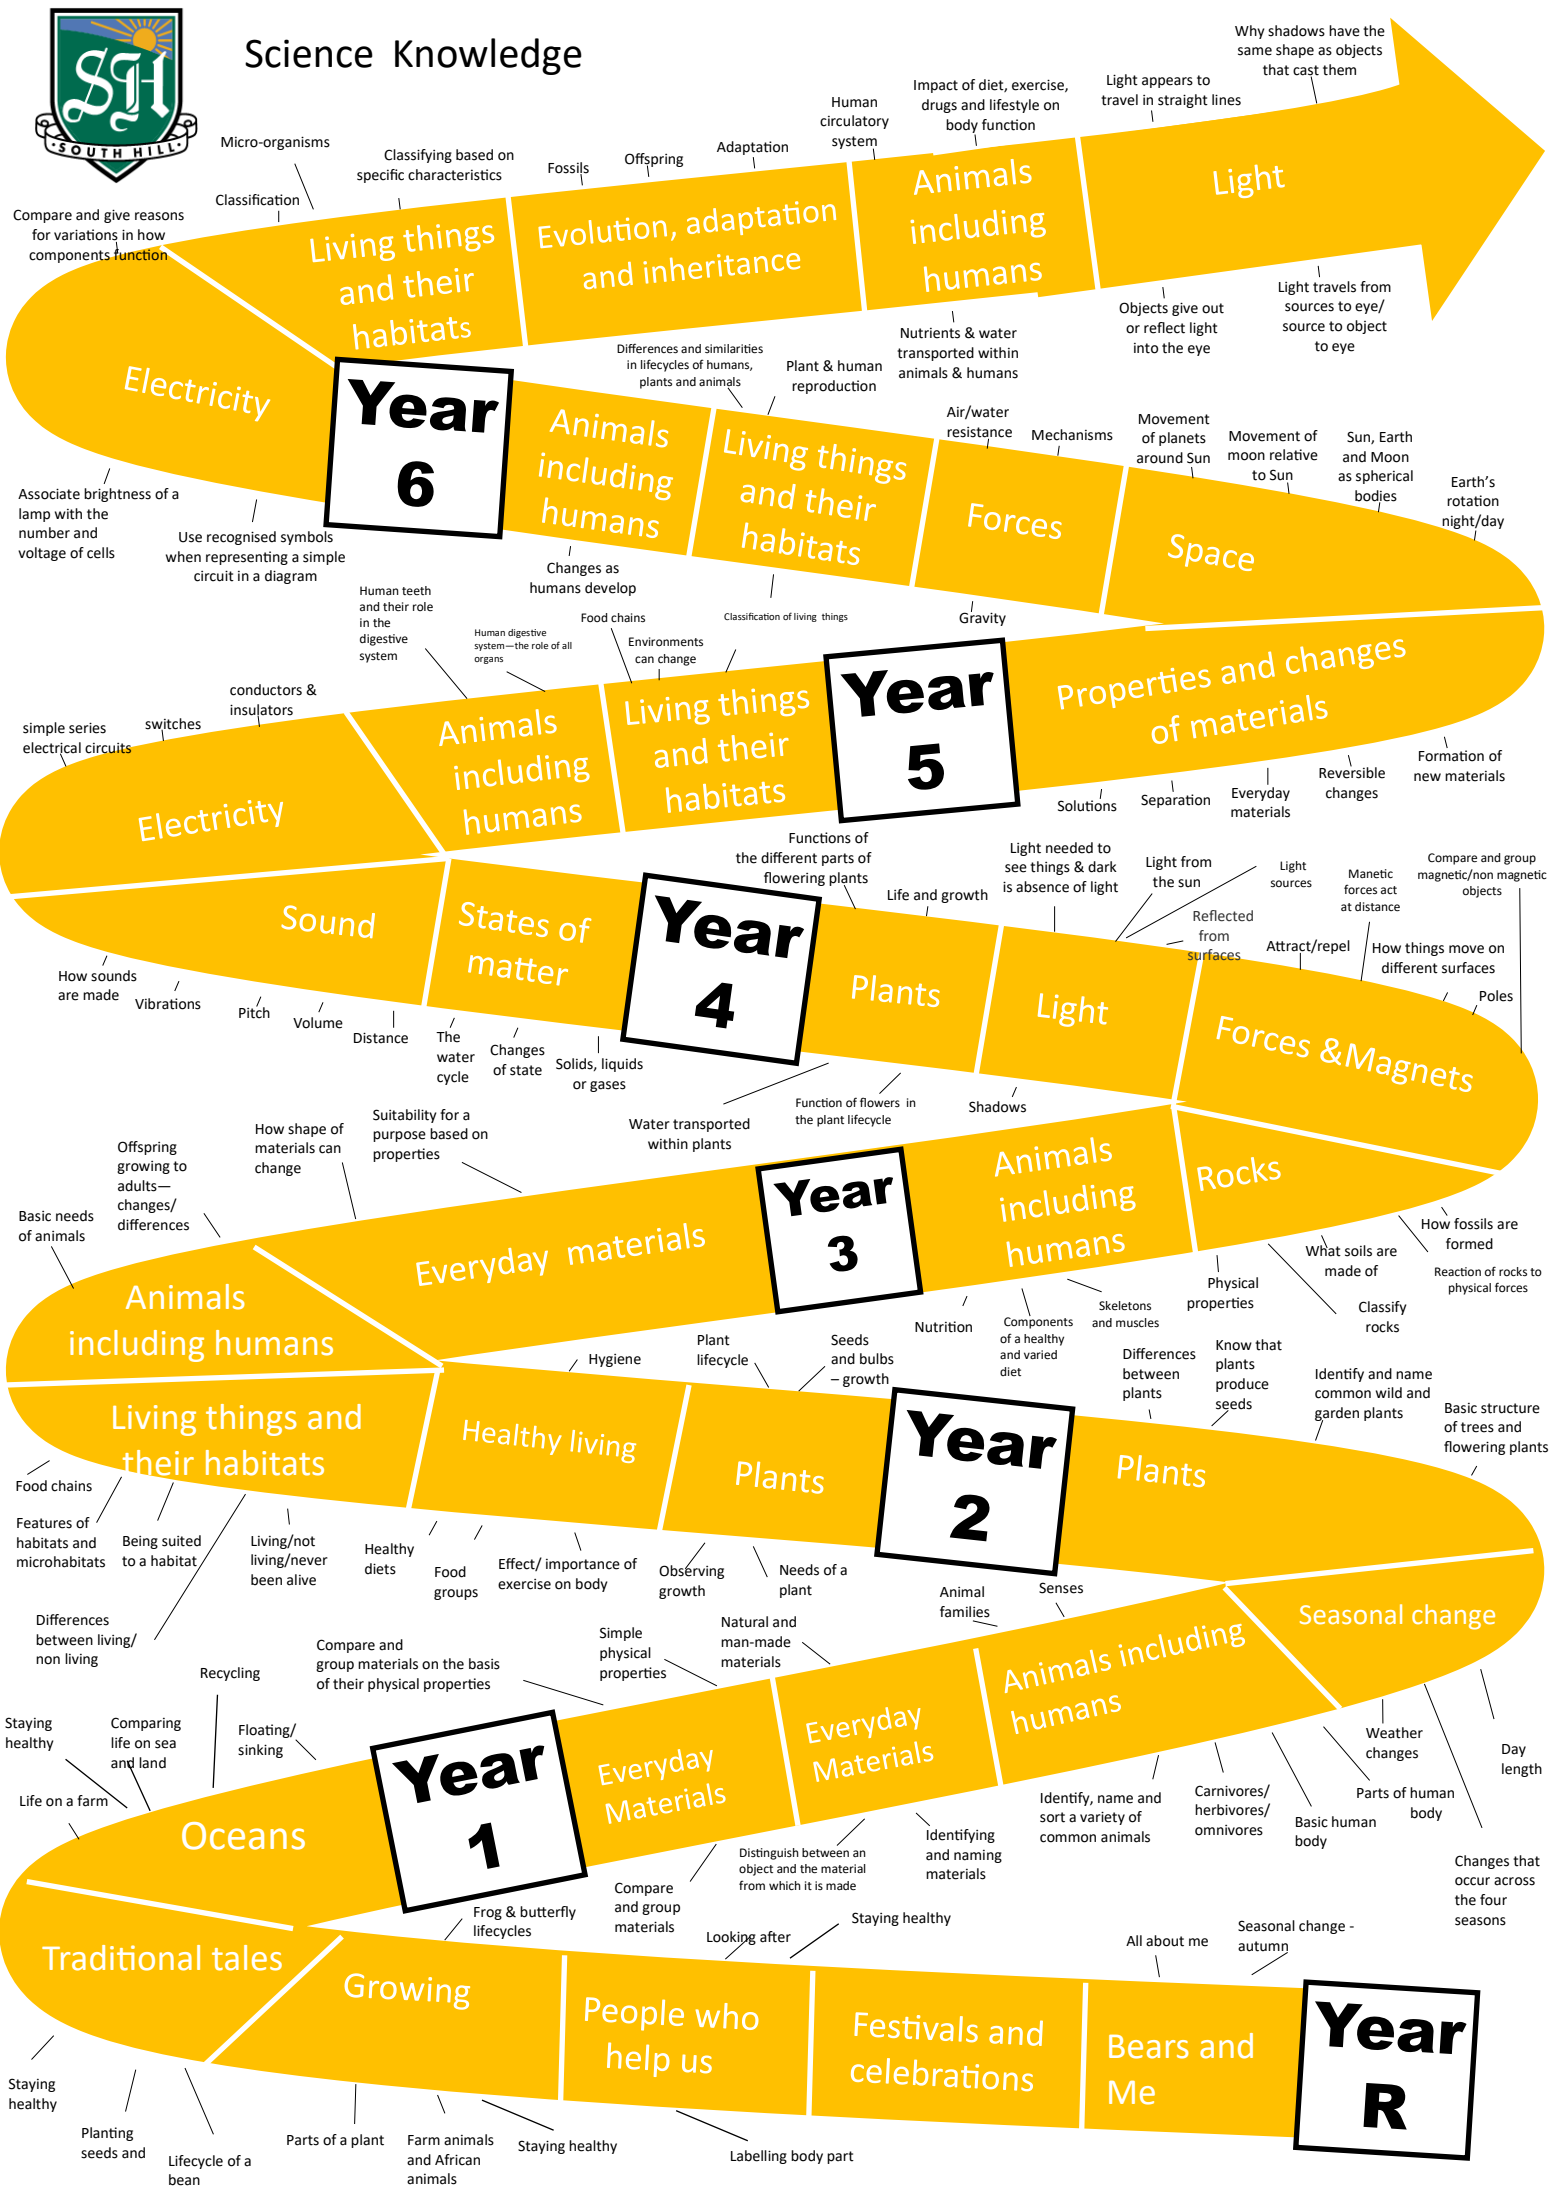 SH
SOUTH HILL
Science Knowledge
Why shadows have the
same shape as objects
that cast them
Light appears to
travel in straight lines
Impact of diet, exercise,
drugs and lifestyle on
body function
Human
circulatory
system
Adaptation
Offspring
Fossils
Classifying based on
specific characteristics
Micro-organisms
Classification
Compare and give reasons
for variations in how
components function
Living things
and their
habitats
Evolution, adaptation
and inheritance
Animals
including
humans
Light
Objects give out
or reflect light
into the eye
Light travels from
sources to eye/
source to object
to eye
Nutrients & water
transported within
animals & humans
Electricity
Associate brightness of a
lamp with the
number and
voltage of cells
Use recognised symbols
when representing a simple
circuit in a diagram
Year
6
Differences and similarities
in lifecycles of humans,
plants and animals
Plant & human
reproduction
Air/water
resistance
Mechanisms
Movement
of planets
around Sun
Movement of
moon relative
to Sun
Sun, Earth
and Moon
as spherical
bodies
Earth's
rotation
night/day
Animals
including
humans
Living things
and their
habitats
Forces
Space
Changes as
humans develop
Classification of living things
Gravity
Properties and changes
of materials
Solutions
Separation
Everyday
materials
Reversible
changes
Formation of
new materials
Year
5
Human teeth
and their role
in the
digestive
system
Human digestive
system—the role of all
organs
Food chains
Environments
can change
conductors &
insulators
switches
simple series
electrical circuits
Living things
and their
habitats
Animals
including
humans
Electricity
Sound
States of
matter
How sounds
are made
Vibrations
Pitch
Volume
Distance
The
water
cycle
Changes
of state
Solids, liquids
or gases
Year
4
Functions of
the different parts of
flowering plants
Life and growth
Light needed to
see things & dark
is absence of light
Light from
the sun
Light
sources
Reflected
from
surfaces
Manetic
forces act
at distance
Compare and group
magnetic/non magnetic
objects
Attract/repel
How things move on
different surfaces
Poles
Plants
Light
Forces &Magnets
Water transported
within plants
Function of flowers in
the plant lifecycle
Shadows
Rocks
Animals
including
humans
How fossils are
formed
What soils are
made of
Reaction of rocks to
physical forces
Physical
properties
Classify
rocks
Skeletons
and muscles
Components
of a healthy
and varied
diet
Nutrition
Year
3
Suitability for a
purpose based on
properties
How shape of
materials can
change
Offspring
growing to
adults—
changes/
differences
Basic needs
of animals
Everyday materials
Animals
including humans
Living things and
their habitats
Healthy living
Plants
Hygiene
Plant
lifecycle
Seeds
and bulbs
– growth
Food chains
Features of
habitats and
microhabitats
Being suited
to a habitat
Living/not
living/never
been alive
Differences
between living/
non living
Healthy
diets
Food
groups
Effect/ importance of
exercise on body
Observing
growth
Needs of a
plant
Year
2
Differences
between
plants
Know that
plants
produce
seeds
Identify and name
common wild and
garden plants
Basic structure
of trees and
flowering plants
Plants
Seasonal change
Animals including
humans
Everyday
Materials
Everyday
Materials
Animal
families
Senses
Natural and
man-made
materials
Simple
physical
properties
Compare and
group materials on the basis
of their physical properties
Weather
changes
Day
length
Parts of human
body
Changes that
occur across
the four
seasons
Basic human
body
Carnivores/
herbivores/
omnivores
Identify, name and
sort a variety of
common animals
Identifying
and naming
materials
Distinguish between an
object and the material
from which it is made
Compare
and group
materials
Year
1
Recycling
Floating/
sinking
Comparing
life on sea
and land
Staying
healthy
Life on a farm
Oceans
Traditional tales
Growing
People who
help us
Festivals and
celebrations
Bears and
Me
Frog & butterfly
lifecycles
Looking after
Staying healthy
All about me
Seasonal change -
autumn
Year
R
Staying
healthy
Planting
seeds and
Lifecycle of a
bean
Parts of a plant
Farm animals
and African
animals
Staying healthy
Labelling body part